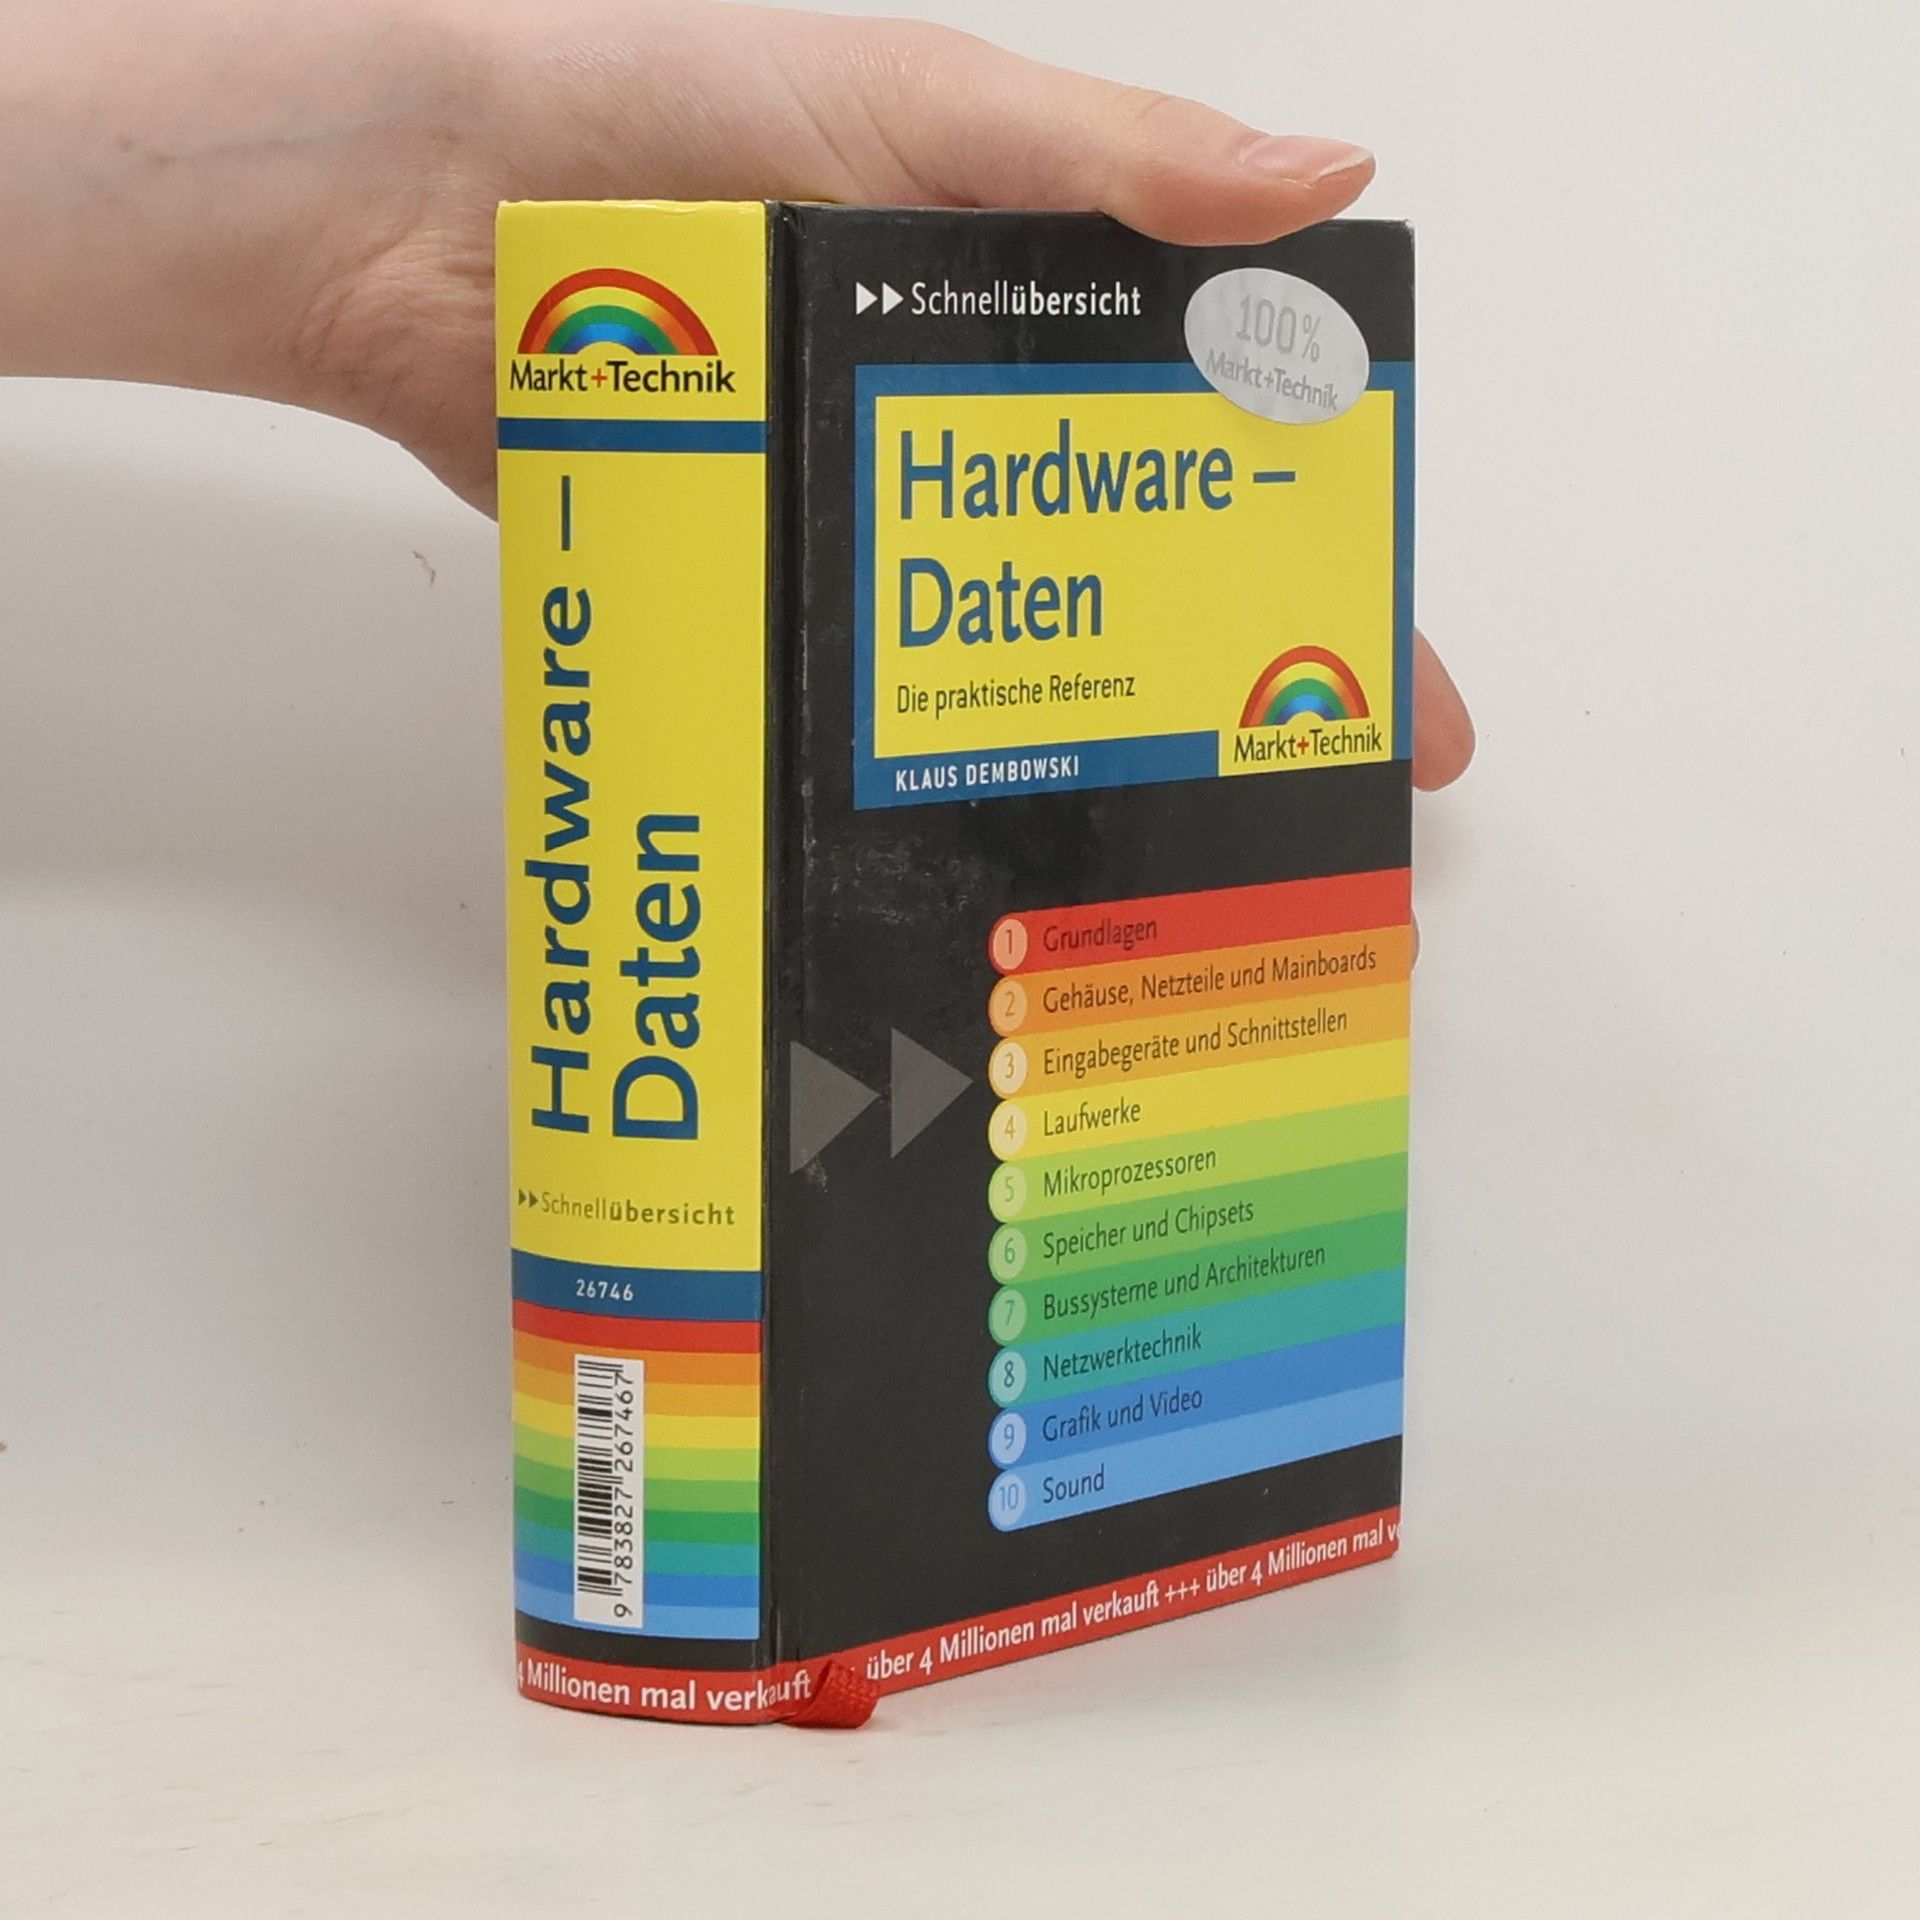 Markt+Technik
Hardware –
Daten
Schnellübersicht
26746
9 783827 267467
4 Millionen mal verkauft
Schnellübersicht
100%
Markt+Technik
Hardware –
Daten
Die praktische Referenz
Markt+Technik
KLAUS DEMBOWSKI
1 Grundlagen
2 Gehäuse, Netzteile und Mainboards
3 Eingabegeräte und Schnittstellen
4 Laufwerke
5 Mikroprozessoren
6 Speicher und Chipsets
7 Bussysteme und Architekturen
8 Netzwerktechnik
9 Grafik und Video
10 Sound
über 4 Millionen mal verkauft +++ über 4 Millionen mal